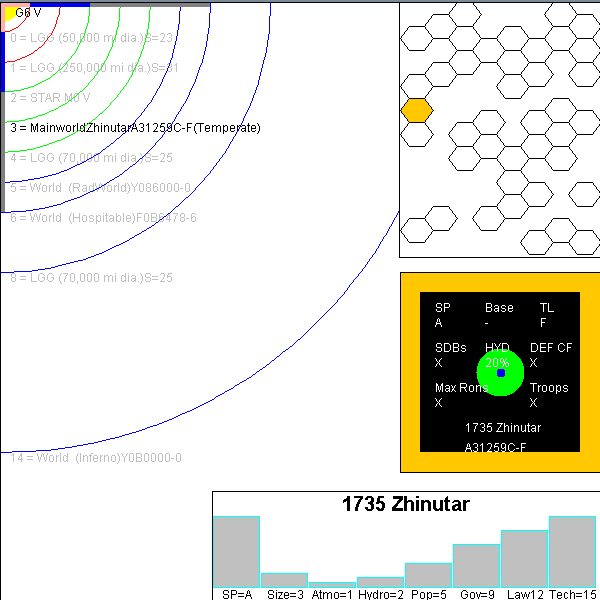 G6 V
0 = LGG (50,000 mi dia.)S=23
1 = LGG (250,000 mi dia.)S=31
2 = STAR M0 V
3 = MainworldZhinutarA31259C-F(Temperate)
4 = LGG (70,000 mi dia.)S=25
5 = World (RadWorld)Y086000-0
6 = World (Hospitable)F0B6478-6
8 = LGG (70,000 mi dia.)S=25
14 = World (Inferno)Y0B0000-0
SP Base TL
A - F
SDBs HYD DEF CF
X 20% X
Max Rons Troops
X X
1735 Zhinutar
A31259C-F
1735 Zhinutar
SP=A Size=3 Atmo=1 Hydro=2 Pop=5 Gov=9 Law12 Tech=15